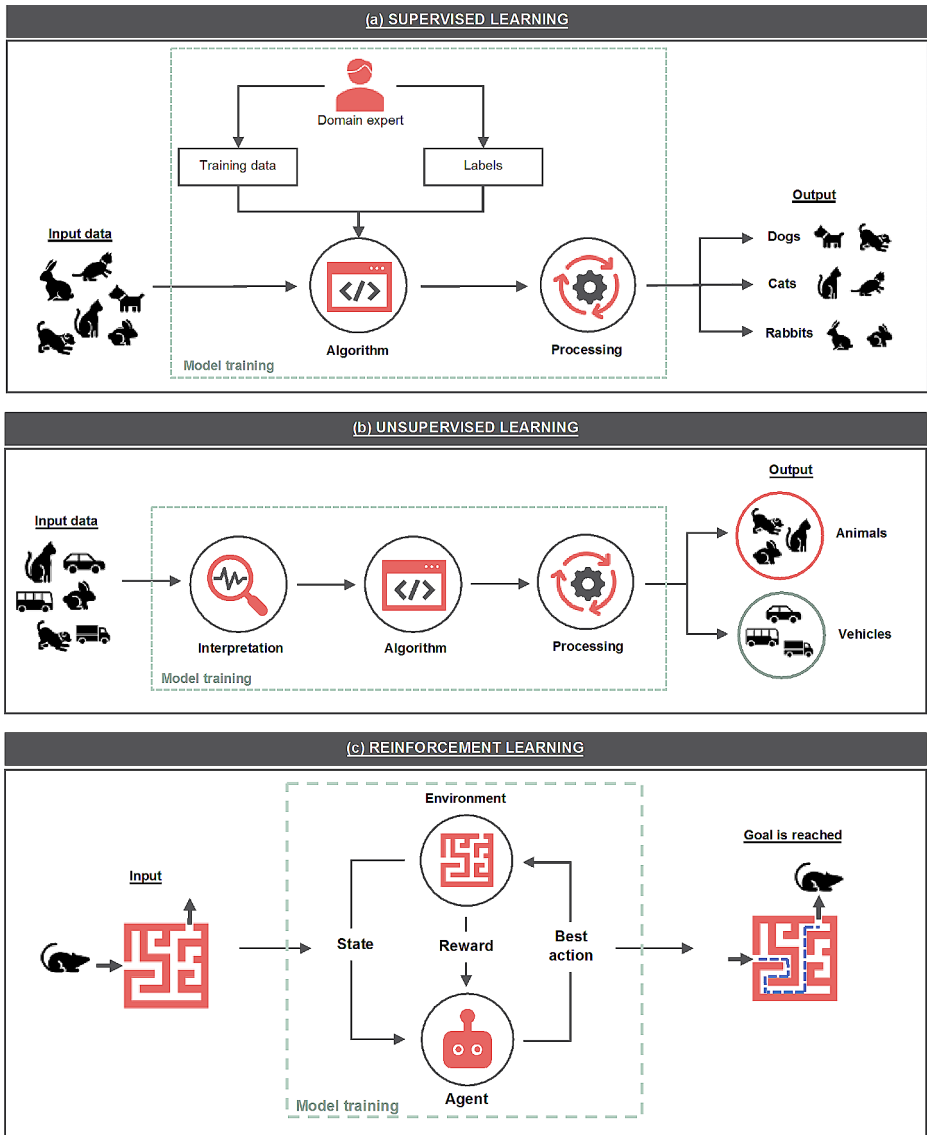 (a) SUPERVISED LEARNING
Domain expert
Training data
Labels
Input data
Algorithm
Processing
Model training
Output
Dogs
Cats
Rabbits
(b) UNSUPERVISED LEARNING
Input data
Interpretation
Algorithm
Processing
Model training
Output
Animals
Vehicles
(c) REINFORCEMENT LEARNING
Input
Environment
State
Reward
Best
action
Agent
Model training
Goal is reached